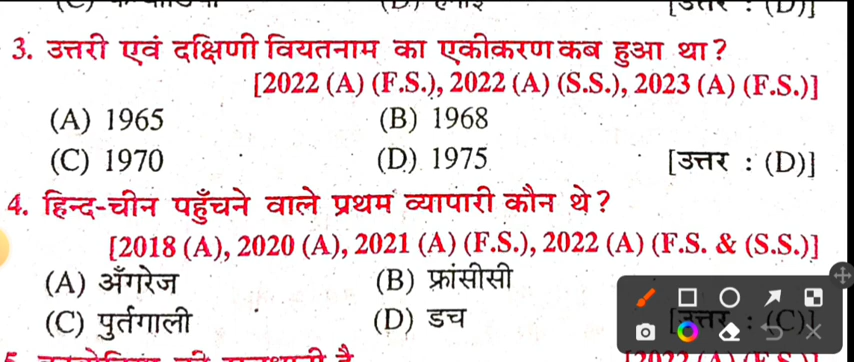 3. उत्तरी एवं दक्षिणी वियतनाम का एकीकरण कब हुआ था?
[2022 (A) (F.S.), 2022 (A) (S.S.), 2023 (A) (F.S.)]
(A) 1965 (B) 1968
(C) 1970 (D) 1975 [उत्तर : (D)]
4. हिन्द-चीन पहुँचने वाले प्रथम व्यापारी कौन थे?
[2018 (A), 2020 (A), 2021 (A) (F.S.), 2022 (A) (F.S. & (S.S.)]
(A) अँगरेज (B) फ्रांसीसी
(C) पुर्तगाली (D) डच [उत्तर : (C)]